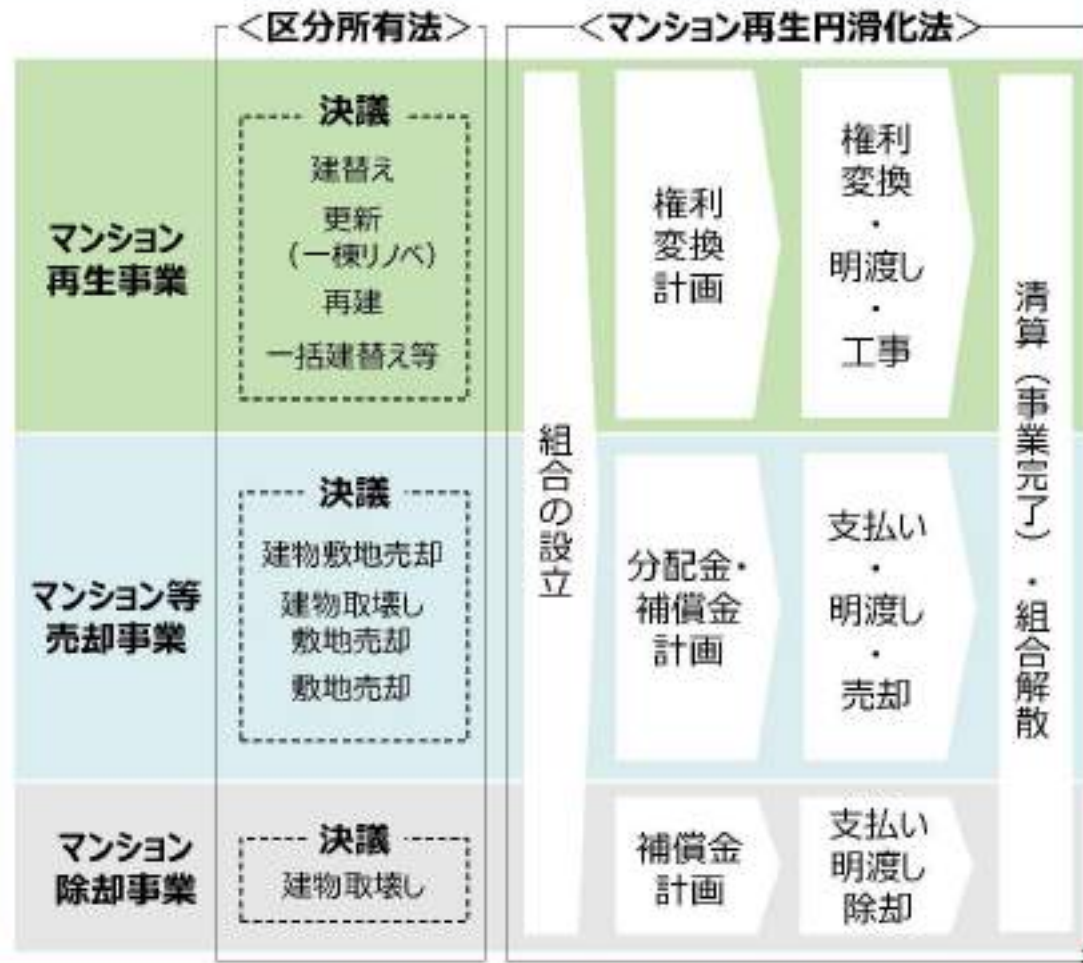 ＜区分所有法＞
＜マンション再生円滑化法＞
マンション
再生事業
決議
建替え
更新
(一棟リノベ)
再建
一括建替え等
マンション等
売却事業
決議
建物敷地売却
建物取壊し
敷地売却
敷地売却
マンション
除却事業
決議
建物取壊し
組合の設立
権利
変換
計画
権利
変換
・
明渡し
・
工事
分配金・
補償金
計画
支払い
・
明渡し
・
売却
補償金
計画
支払い
明渡し
除却
清算（事業完了）・組合解散